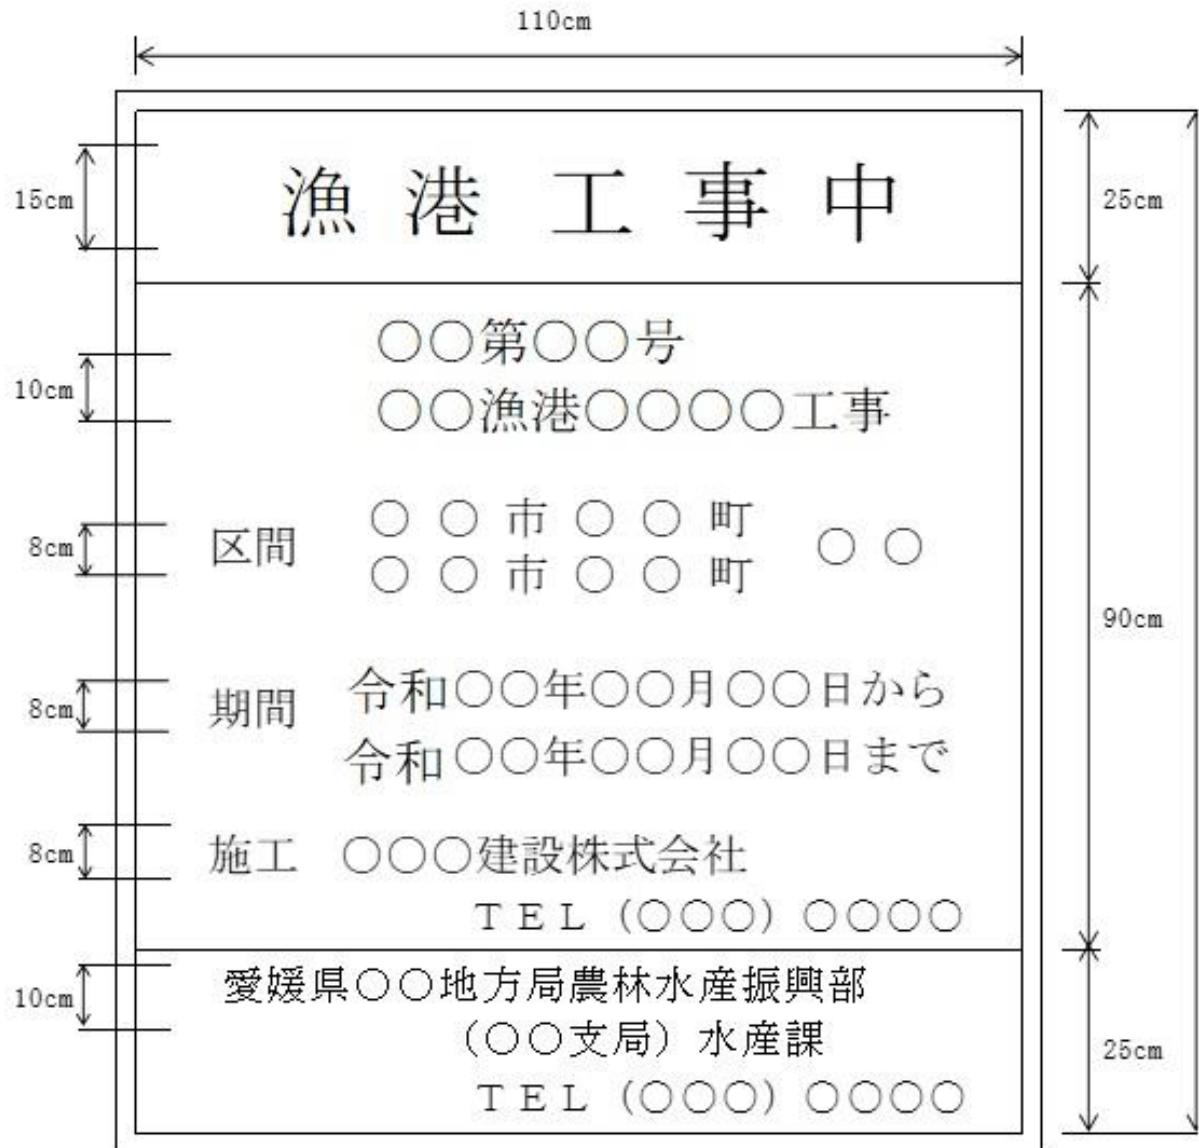 110cm
15cm
漁港工事中
25cm
○○第○○号
10cm
○○漁港○○○○工事
8cm
区間
○○市○○町
○○市○○町
○○
90cm
8cm
期間
令和○○年○○月○○日から
令和○○年○○月○○日まで
8cm
施工 ○○○建設株式会社
TEL(○○○)○○○○
10cm
愛媛県○○地方局農林水産振興部
(○○支局)水産課
25cm
TEL(○○○)○○○○